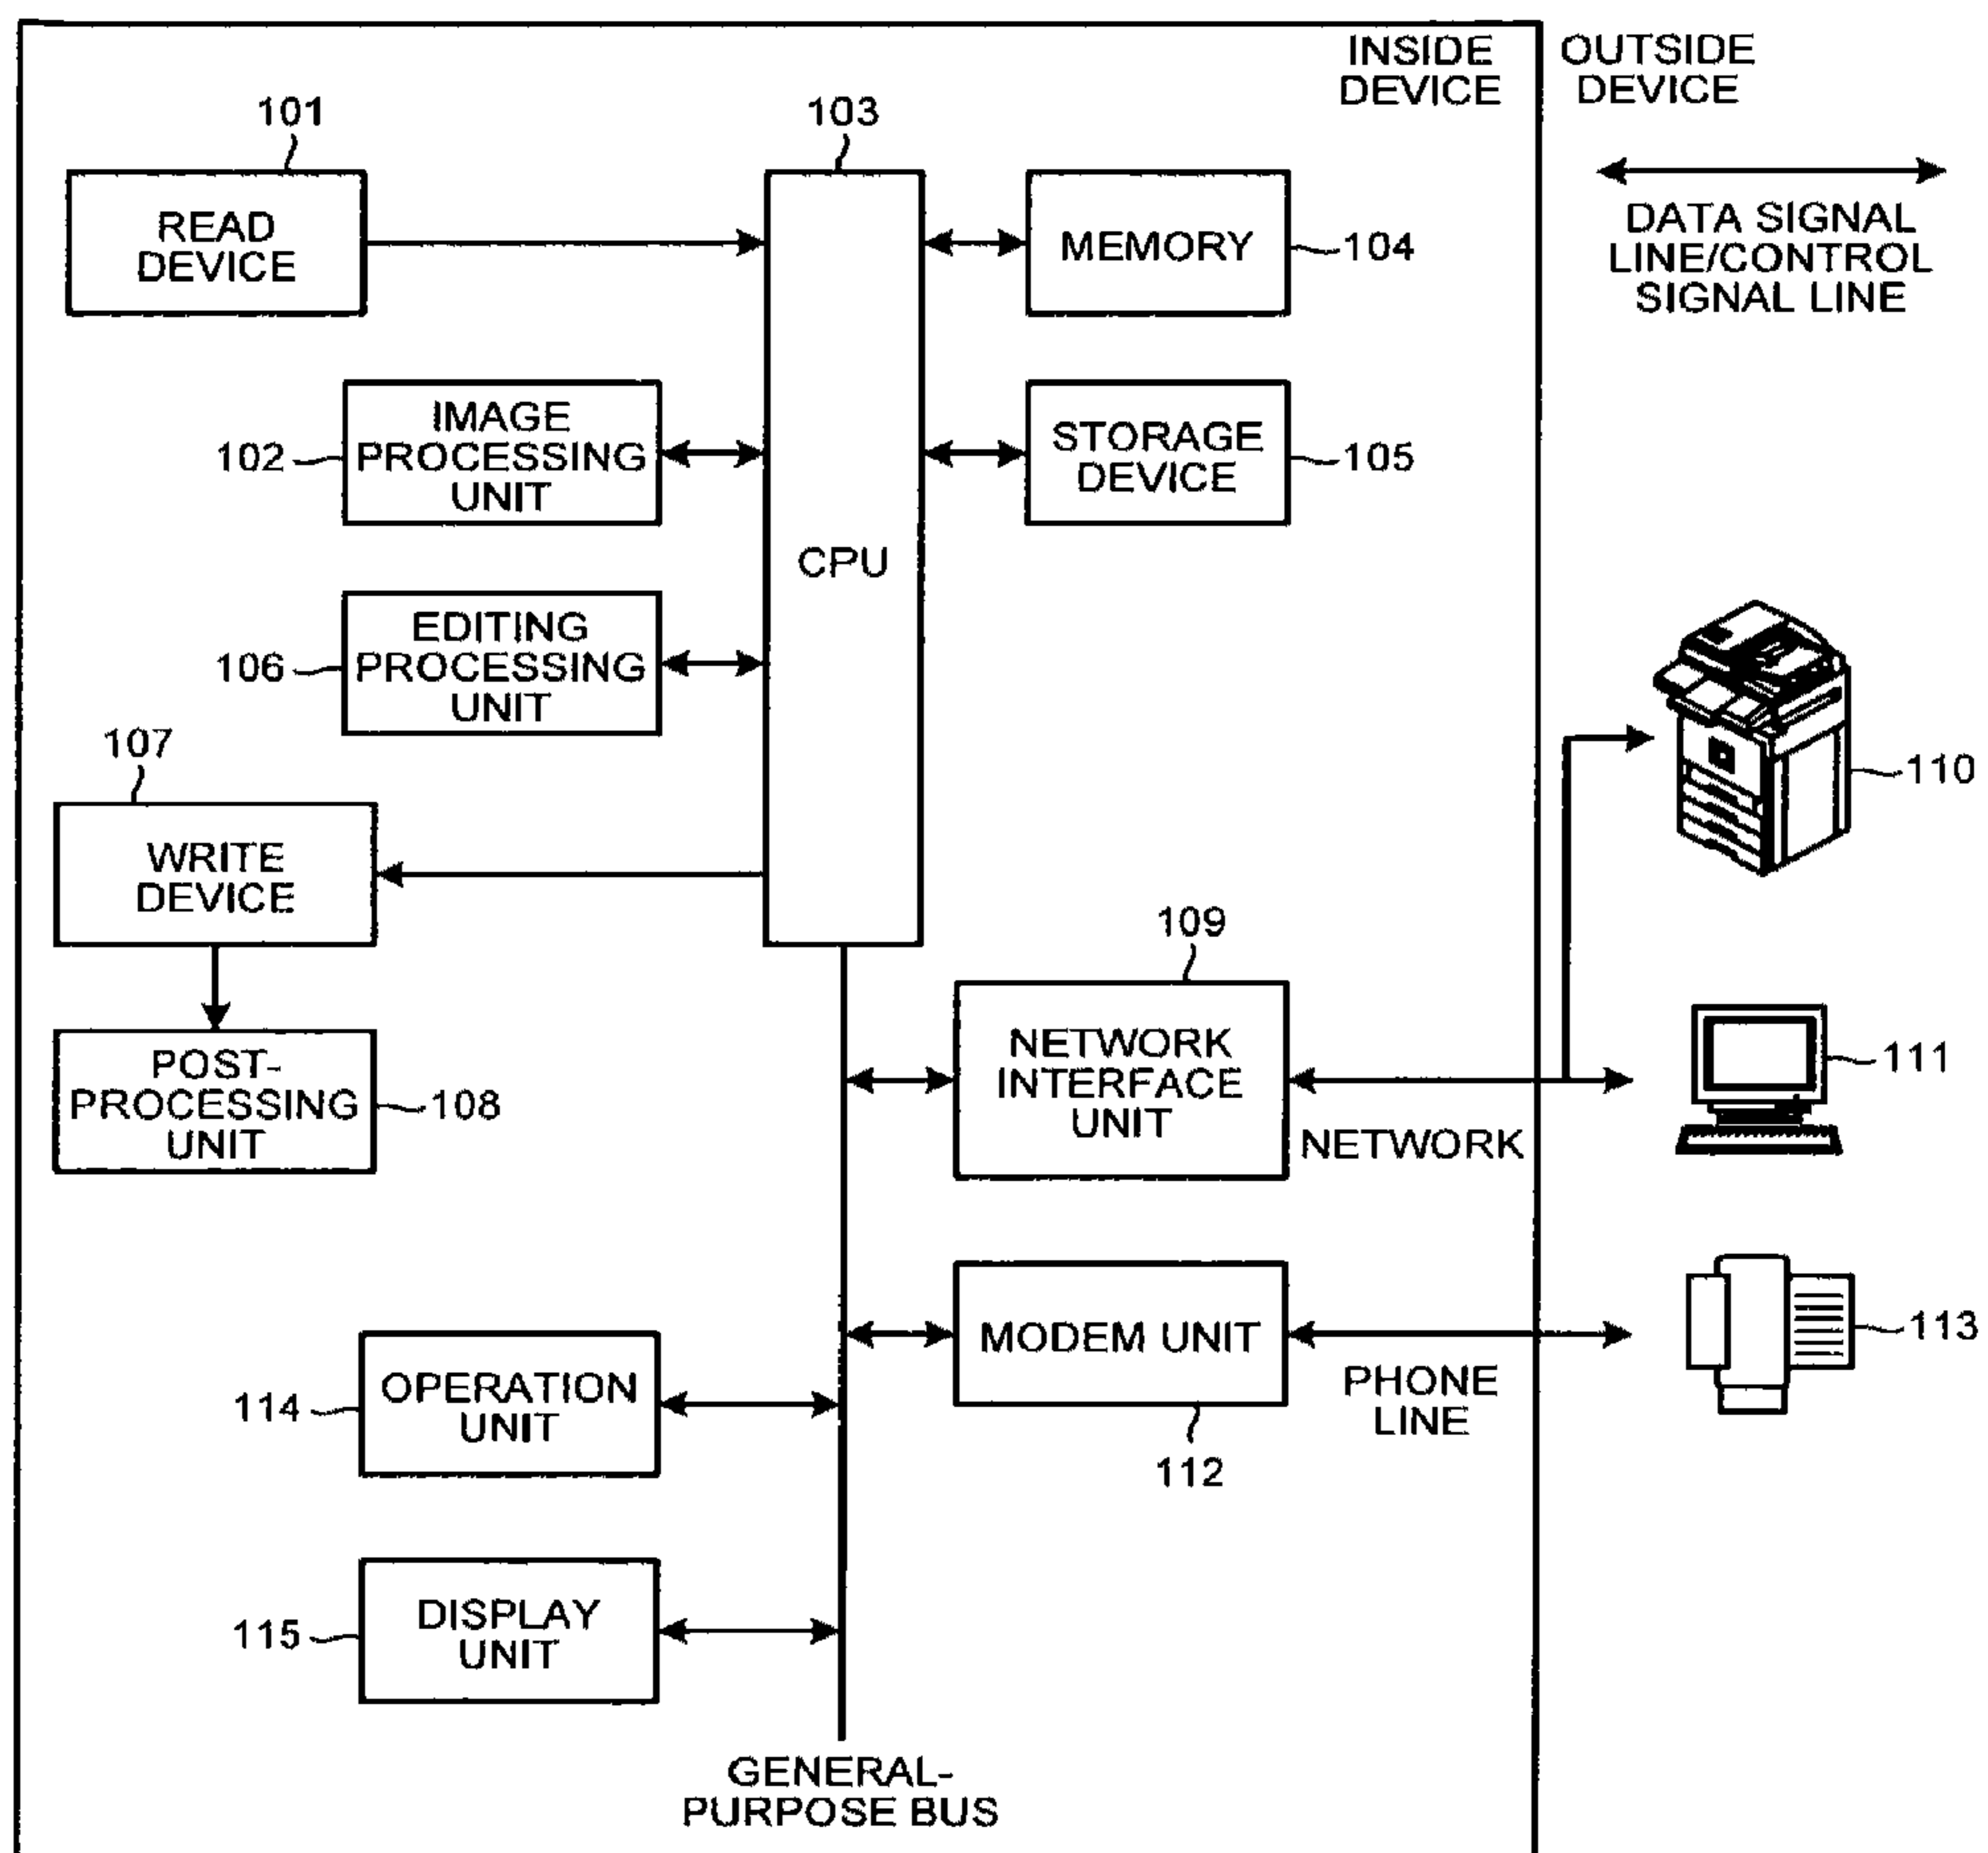 INSIDE DEVICE
OUTSIDE DEVICE
101
103
READ
DEVICE
MEMORY
104
DATA SIGNAL
LINE/CONTROL
SIGNAL LINE
102
IMAGE
PROCESSING
UNIT
STORAGE
DEVICE
105
CPU
106
EDITING
PROCESSING
UNIT
107
110
WRITE
DEVICE
109
POST-
PROCESSING
UNIT
108
NETWORK
INTERFACE
UNIT
NETWORK
111
MODEM UNIT
112
PHONE
LINE
113
114
OPERATION
UNIT
115
DISPLAY
UNIT
GENERAL-
PURPOSE BUS